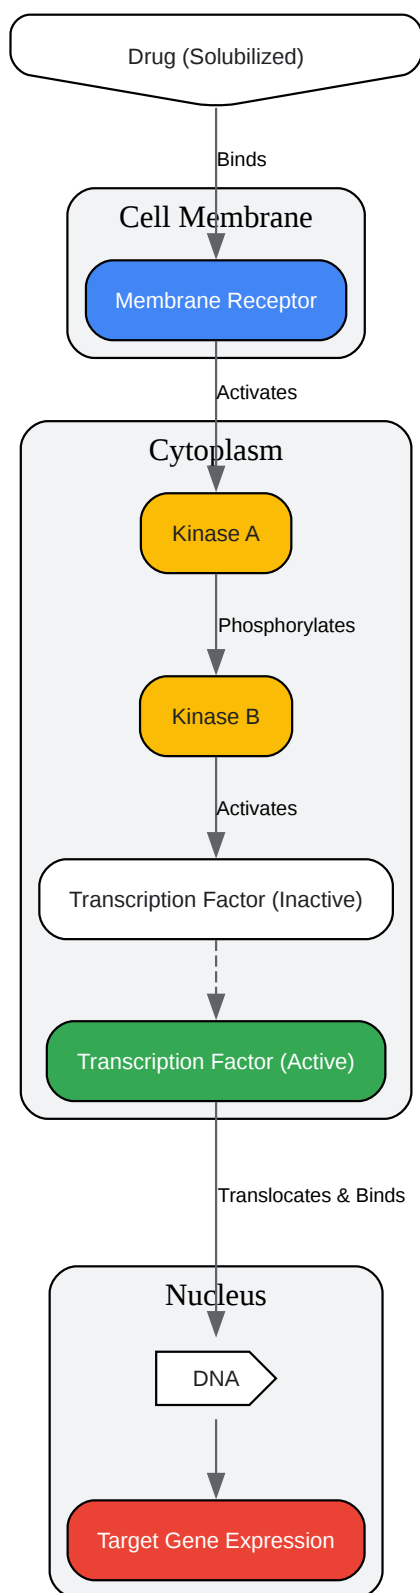 Drug (Solubilized)
Binds
Cell Membrane
Membrane Receptor
Activates
Cytoplasm
Kinase A
Phosphorylates
Kinase B
Activates
Transcription Factor (Inactive)
Transcription Factor (Active)
Translocates & Binds
Nucleus
DNA
Target Gene Expression